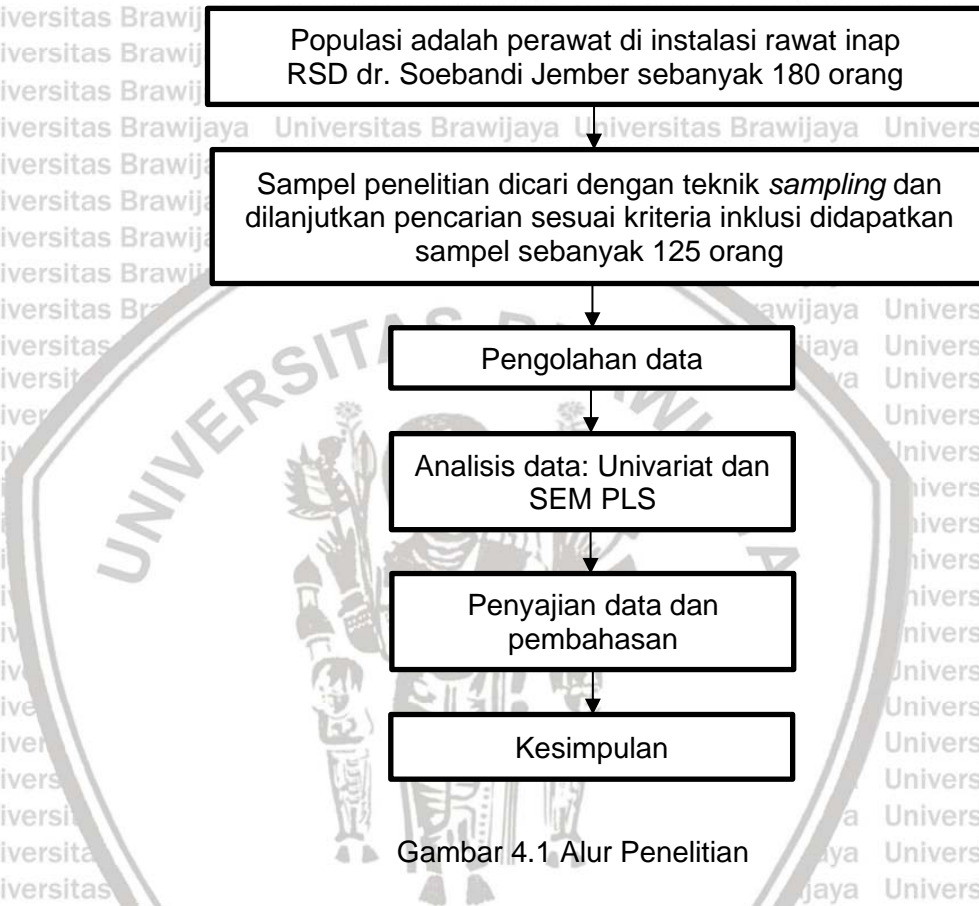 Populasi adalah perawat di instalasi rawat inap
RSD dr. Soebandi Jember sebanyak 180 orang
Sampel penelitian dicari dengan teknik sampling dan
dilanjutkan pencarian sesuai kriteria inklusi didapatkan
sampel sebanyak 125 orang
Pengolahan data
Analisis data: Univariat dan
SEM PLS
Penyajian data dan
pembahasan
Kesimpulan
Gambar 4.1 Alur Penelitian